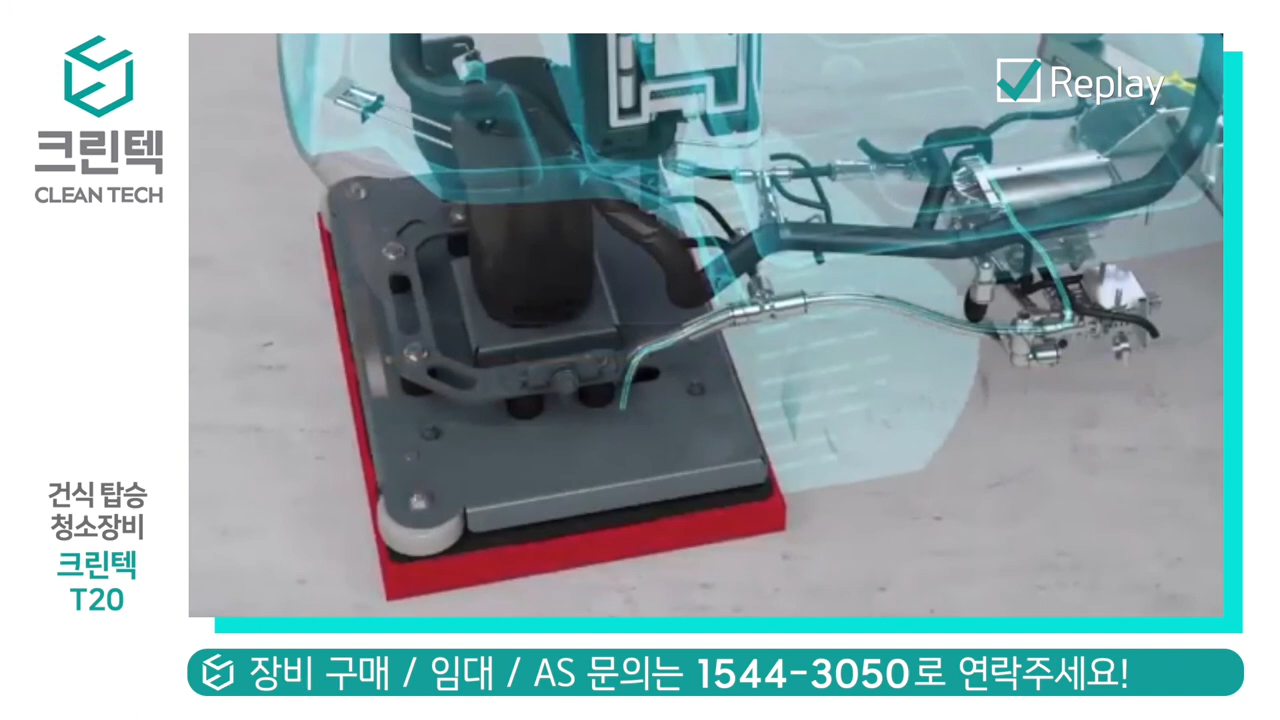 크린텍
CLEAN TECH
Replay
건식 탑승
청소장비
크린텍
T20
장비 구매 / 임대 / AS 문의는 1544-3050로 연락주세요!